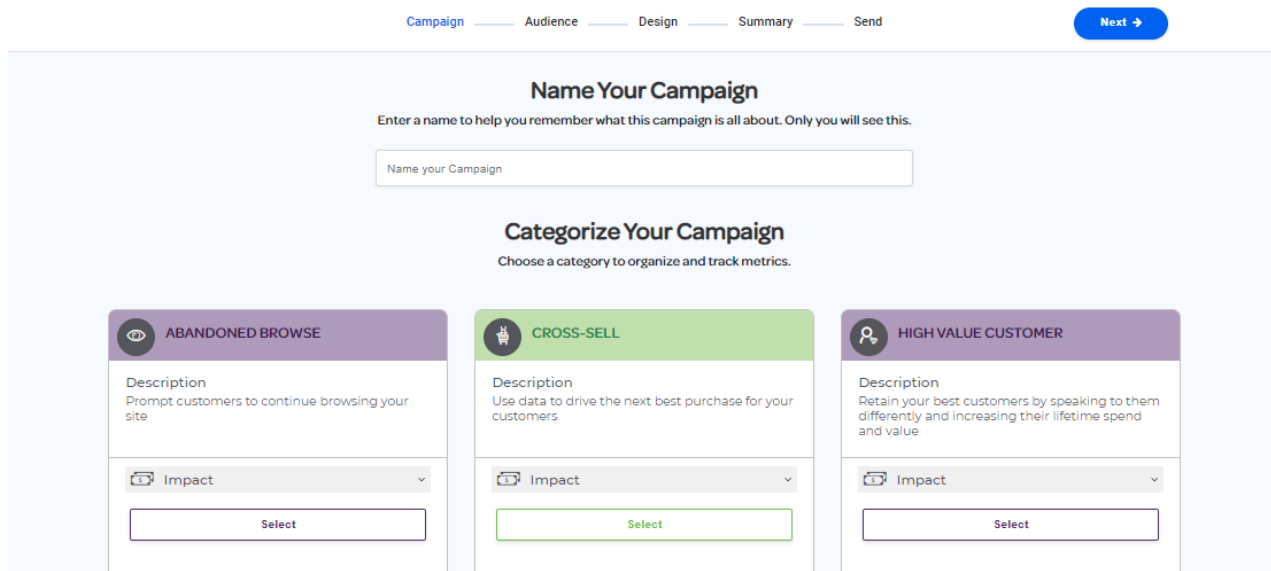 Campaign Audience Design Summary Send Next →
Name Your Campaign
Enter a name to help you remember what this campaign is all about. Only you will see this.
Name your Campaign
Categorize Your Campaign
Choose a category to organize and track metrics.
ABANDONED BROWSE
Description
Prompt customers to continue browsing your
site
Impact
Select
CROSS-SELL
Description
Use data to drive the next best purchase for your
customers
Impact
Select
HIGH VALUE CUSTOMER
Description
Retain your best customers by speaking to them
differently and increasing their lifetime spend
and value
Impact
Select